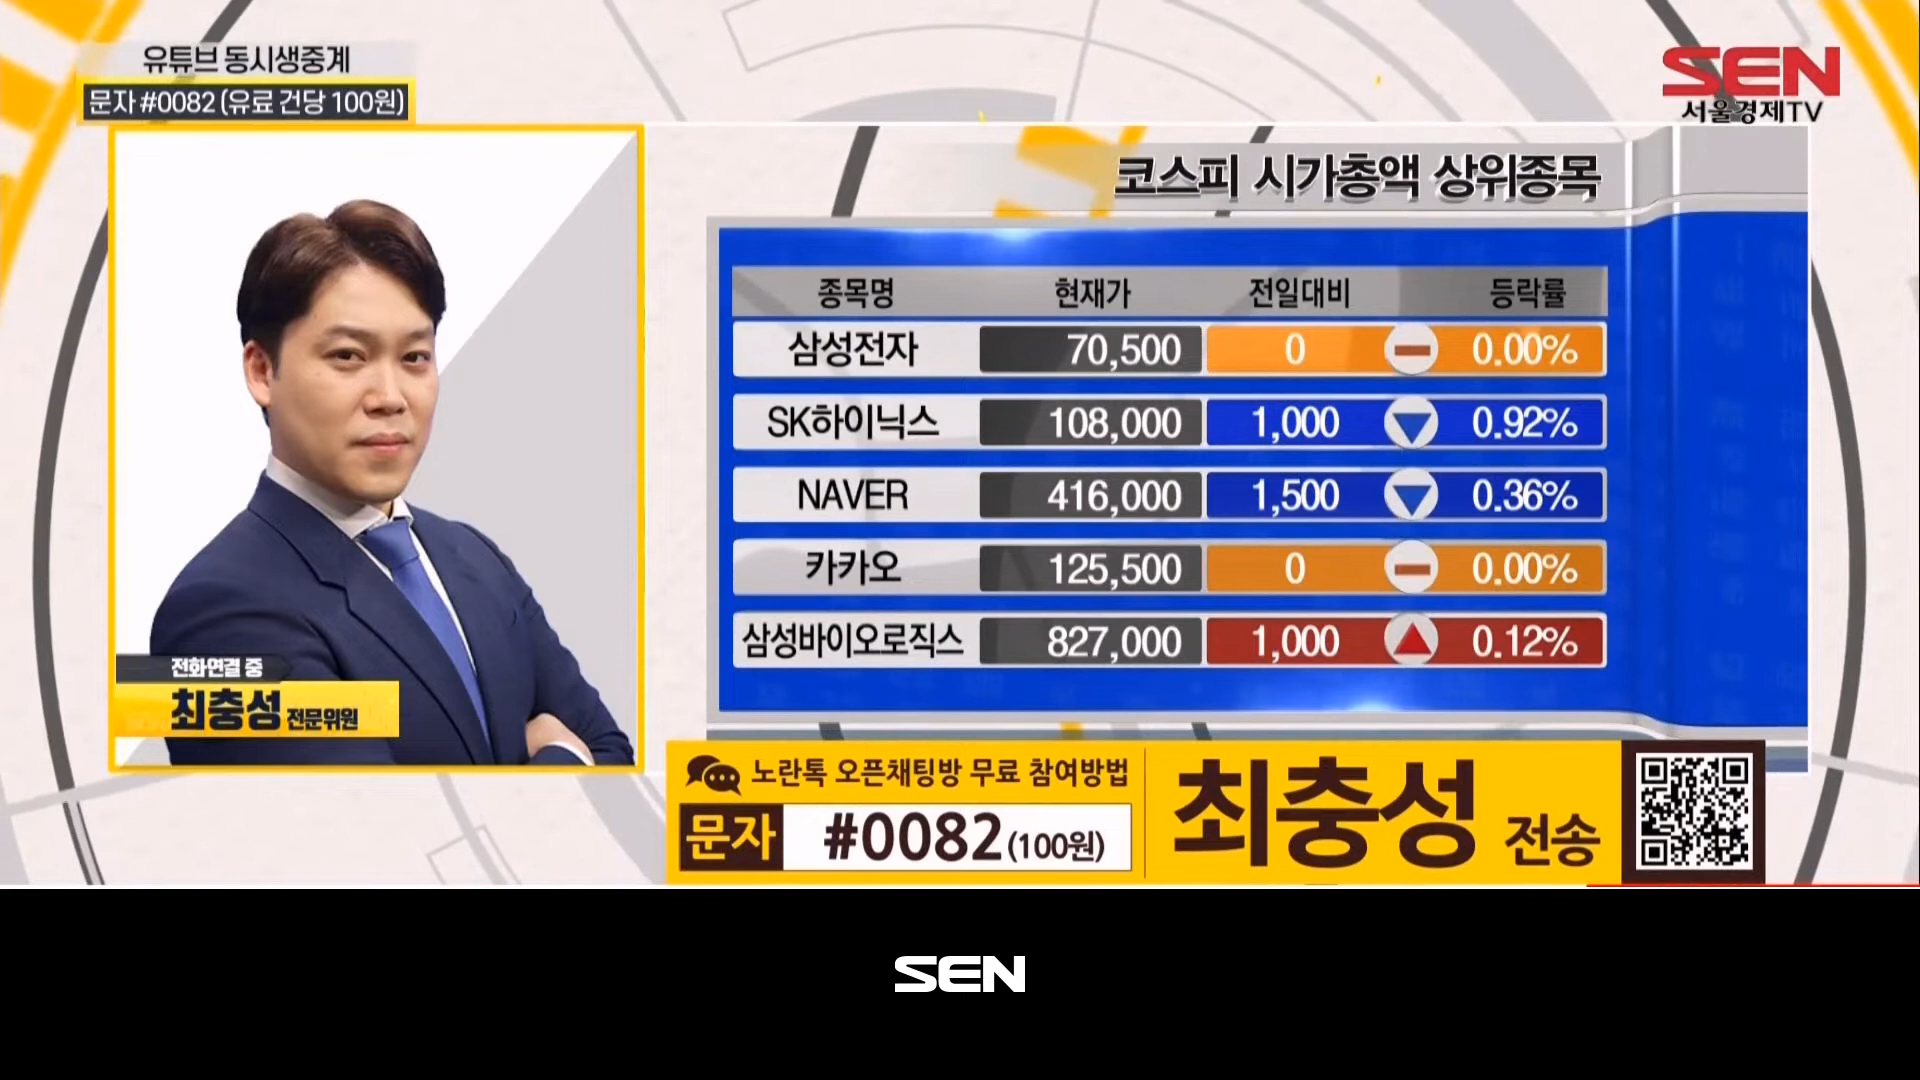 유튜브 동시생중계
문자 #0082 (유료 건당 100원)
SEN
서울경제TV
코스피 시가총액 상위종목
종목명 현재가 전일대비 등락률
삼성전자 70,500 0 0.00%
SK하이닉스 108,000 1,000 0.92%
NAVER 416,000 1,500 0.36%
카카오 125,500 0 0.00%
삼성바이오로직스 827,000 1,000 0.12%
전화연결 중
최충성 전문위원
노란톡 오픈채팅방 무료 참여방법
문자 #0082 (100원)
최충성 전송
SEN